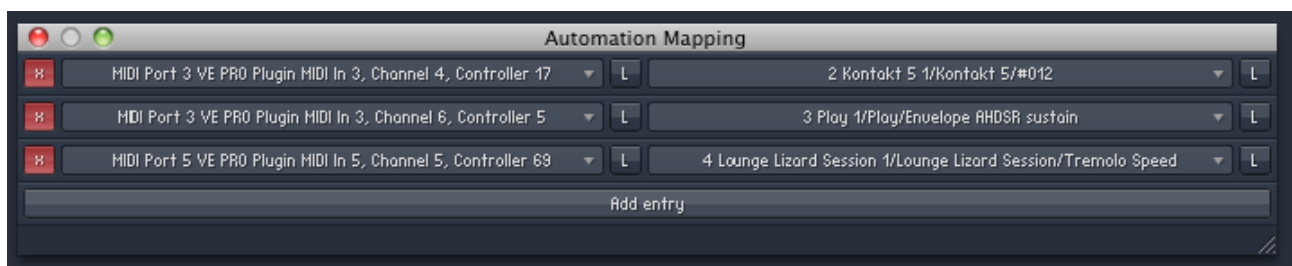 Automation Mapping
x MIDI Port 3 VE PRO Plugin MIDI In 3, Channel 4, Controller 17 L 2 Kontakt 5 1/Kontakt 5/#012 L
x MIDI Port 3 VE PRO Plugin MIDI In 3, Channel 6, Controller 5 L 3 Play 1/Play/Envelope AHDSR sustain L
x MIDI Port 5 VE PRO Plugin MIDI In 5, Channel 5, Controller 69 L 4 Lounge Lizard Session 1/Lounge Lizard Session/Tremolo Speed L
Add entry